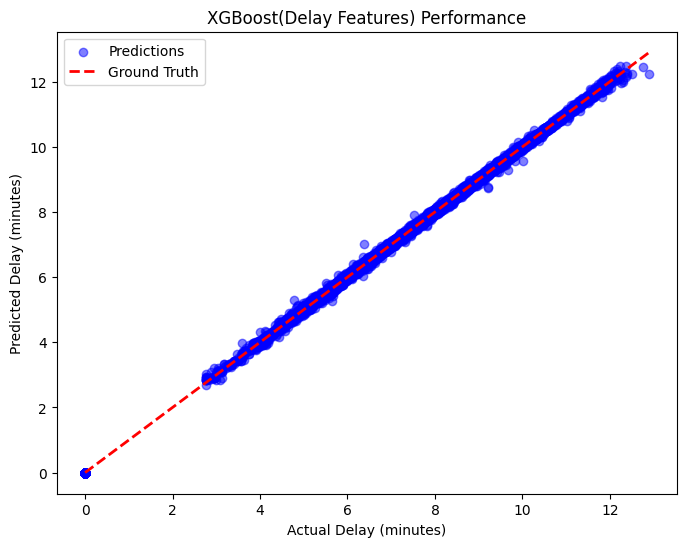 XGBoost(Delay Features) Performance
Predictions
Ground Truth
12
10
8
6
4
2
0
Predicted Delay (minutes)
0 2 4 6 8 10 12
Actual Delay (minutes)